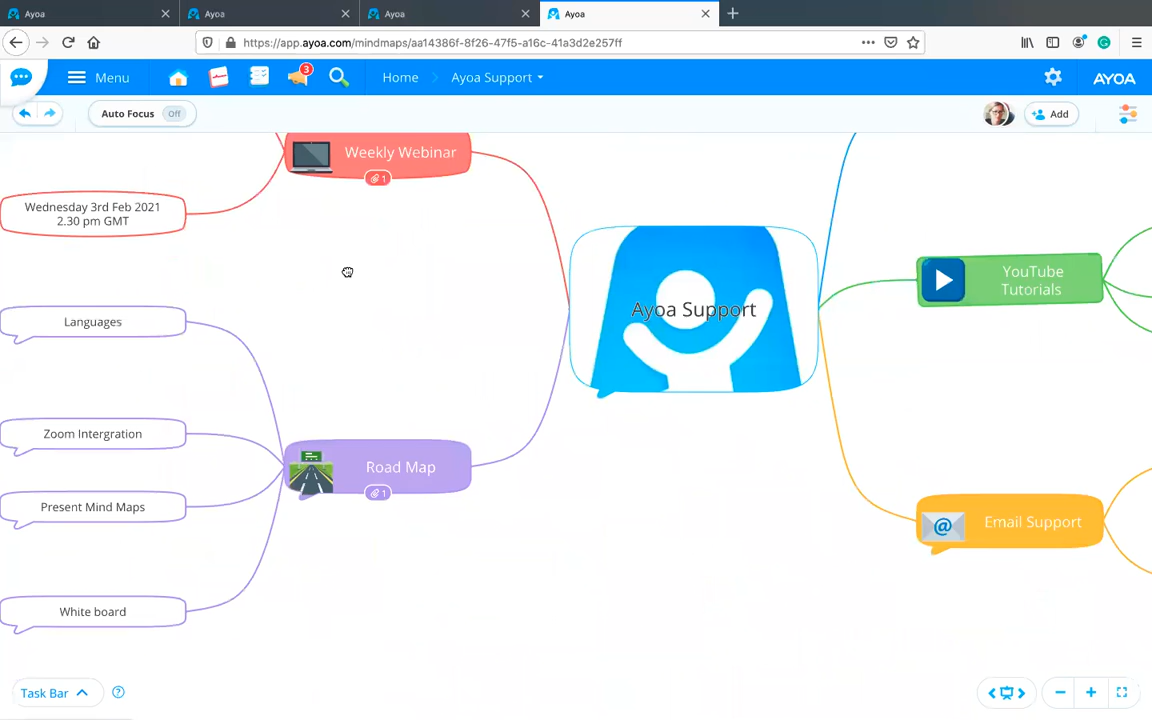 Ayoa
Ayoa
Ayoa
Ayoa
https://app.ayoa.com/mindmaps/aa14386f-8f26-47f5-a16c-41a3d2e257ff
Menu
3
Home
Ayoa Support
AYOA
Auto Focus Off
Add
Weekly Webinar
1
Wednesday 3rd Feb 2021
2.30 pm GMT
Ayoa Support
YouTube
Tutorials
Languages
Zoom Intergration
Road Map
1
Present Mind Maps
@ Email Support
White board
Task Bar